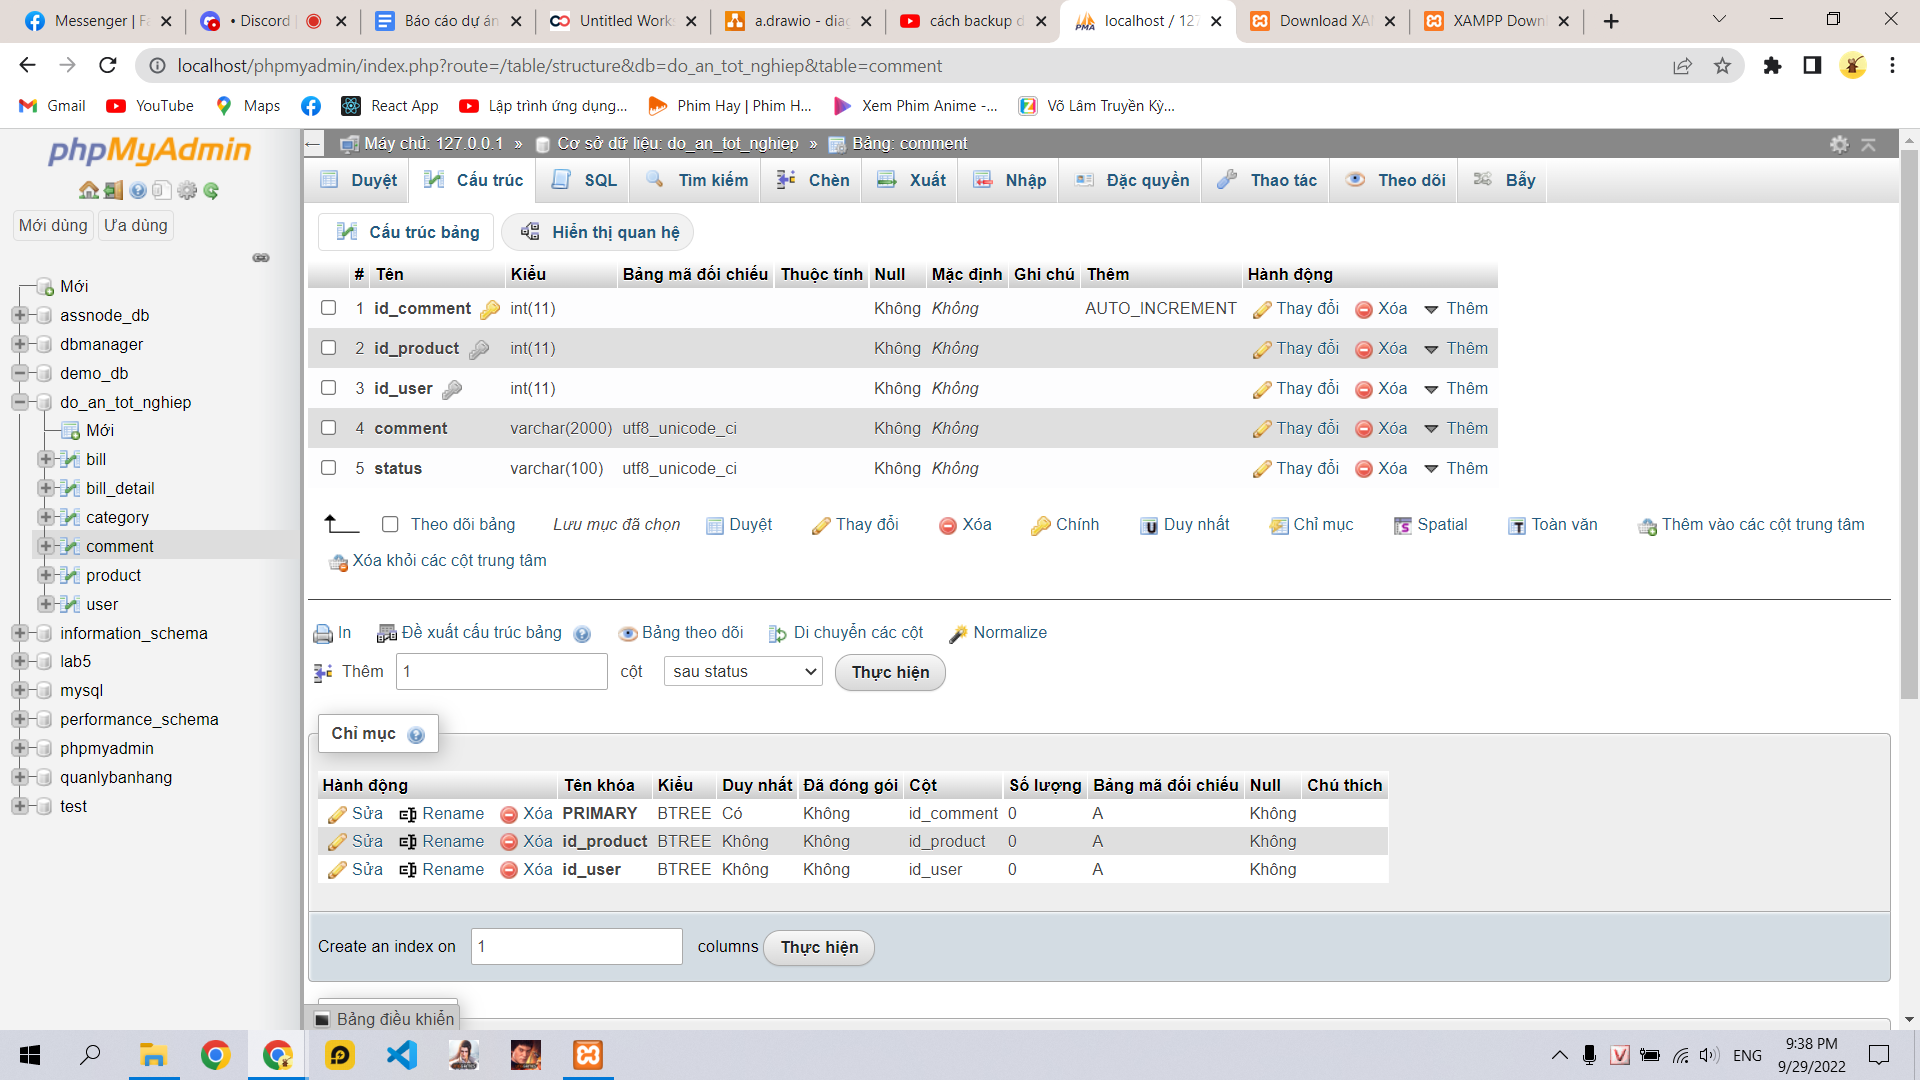 Messenger | Fa
• Discord |
Báo cáo dự án
Untitled Works
a.drawio - diag
cách backup d
localhost / 127
Download XAM
XAMPP Downl
localhost/phpmyadmin/index.php?route=/table/structure&db=do_an_tot_nghiep&table=comment
Gmail
YouTube
Maps
React App
Lập trình ứng dụng...
Phim Hay | Phim H...
Xem Phim Anime -...
Võ Lâm Truyền Kỳ...
phpMyAdmin
Mới dùng
Ưa dùng
Mới
assnode_db
dbmanager
demo_db
do_an_tot_nghiep
Mới
bill
bill_detail
category
comment
product
user
information_schema
lab5
mysql
performance_schema
phpmyadmin
quanlybanhang
test
Máy chủ: 127.0.0.1 » Cơ sở dữ liệu: do_an_tot_nghiep » Bảng: comment
Duyệt Cấu trúc SQL Tìm kiếm Chèn Xuất Nhập Đặc quyền Thao tác Theo dõi Bẫy
Cấu trúc bảng Hiển thị quan hệ
# Tên Kiểu Bảng mã đối chiếu Thuộc tính Null Mặc định Ghi chú Thêm Hành động
1 id_comment int(11) Không Không AUTO_INCREMENT Thay đổi Xóa Thêm
2 id_product int(11) Không Không Thay đổi Xóa Thêm
3 id_user int(11) Không Không Thay đổi Xóa Thêm
4 comment varchar(2000) utf8_unicode_ci Không Không Thay đổi Xóa Thêm
5 status varchar(100) utf8_unicode_ci Không Không Thay đổi Xóa Thêm
Theo dõi bảng Lưu mục đã chọn Duyệt Thay đổi Xóa Chính Duy nhất Chỉ mục Spatial Toàn văn Thêm vào các cột trung tâm
Xóa khỏi các cột trung tâm
In Đề xuất cấu trúc bảng Bảng theo dõi Di chuyển các cột Normalize
Thêm 1 cột sau status Thực hiện
Chỉ mục
Hành động Tên khóa Kiểu Duy nhất Đã đóng gói Cột Số lượng Bảng mã đối chiếu Null Chú thích
Sửa Rename Xóa PRIMARY BTREE Có Không id_comment 0 A Không
Sửa Rename Xóa id_product BTREE Không Không id_product 0 A Không
Sửa Rename Xóa id_user BTREE Không Không id_user 0 A Không
Create an index on 1 columns Thực hiện
Bảng điều khiển
ENG
9:38 PM
9/29/2022